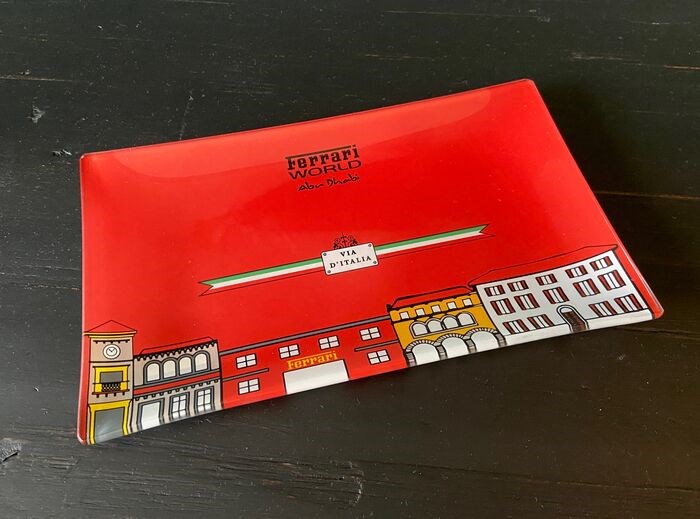 Ferrari
WORLD
abu Dhabi
VIA
D'ITALIA
Ferrari